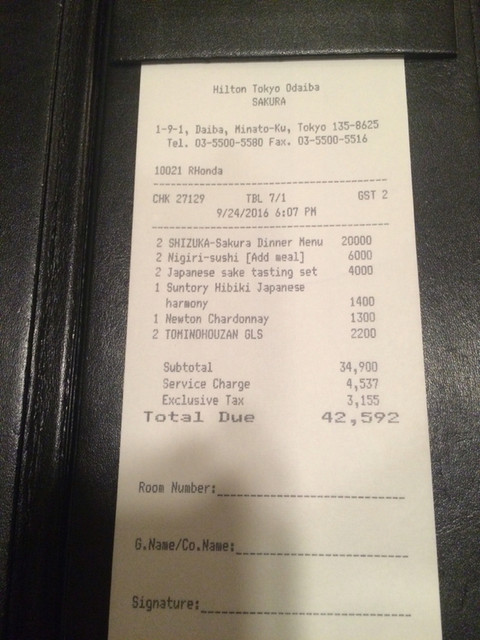 Hilton Tokyo Odaiba
SAKURA
1-9-1, Daiba, Minato-Ku, Tokyo 135-8625
Tel. 03-5500-5580 Fax. 03-5500-5516
10021 RHonda
CHK 27129 TBL 7/1 GST 2
9/24/2016 6:07 PM
2 SHIZUKA-Sakura Dinner Menu 20000
2 Nigiri-sushi [Add meal] 6000
2 Japanese sake tasting set 4000
1 Suntory Hibiki Japanese
harmony 1400
1 Newton Chardonnay 1300
2 TOMINOHOUZAN GLS 2200
Subtotal 34,900
Service Charge 4,537
Exclusive Tax 3,155
Total Due 42,592
Room Number:
G.Name/Co.Name:
Signature: